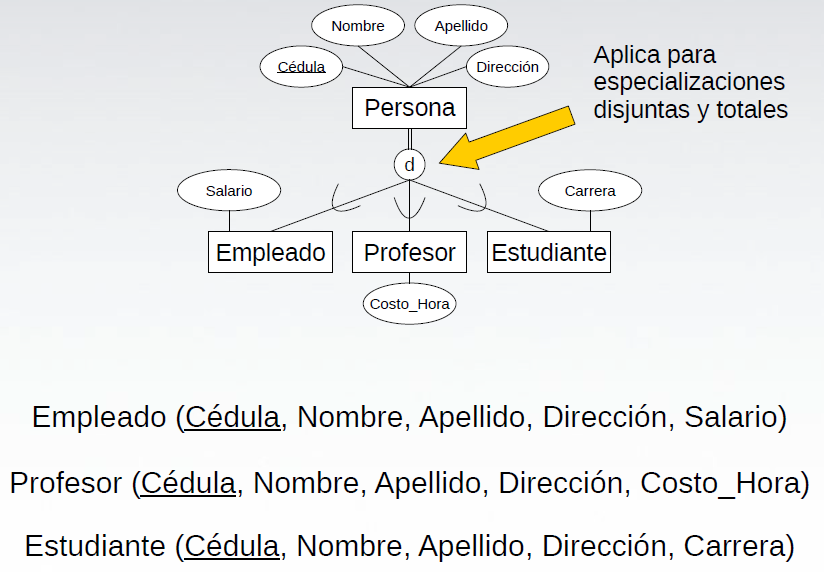 Nombre
Apellido
Cédula
Dirección
Aplica para
especializaciones
disjuntas y totales
Persona
d
Salario
Carrera
Empleado
Profesor
Estudiante
Costo_Hora
Empleado (Cédula, Nombre, Apellido, Dirección, Salario)
Profesor (Cédula, Nombre, Apellido, Dirección, Costo_Hora)
Estudiante (Cédula, Nombre, Apellido, Dirección, Carrera)